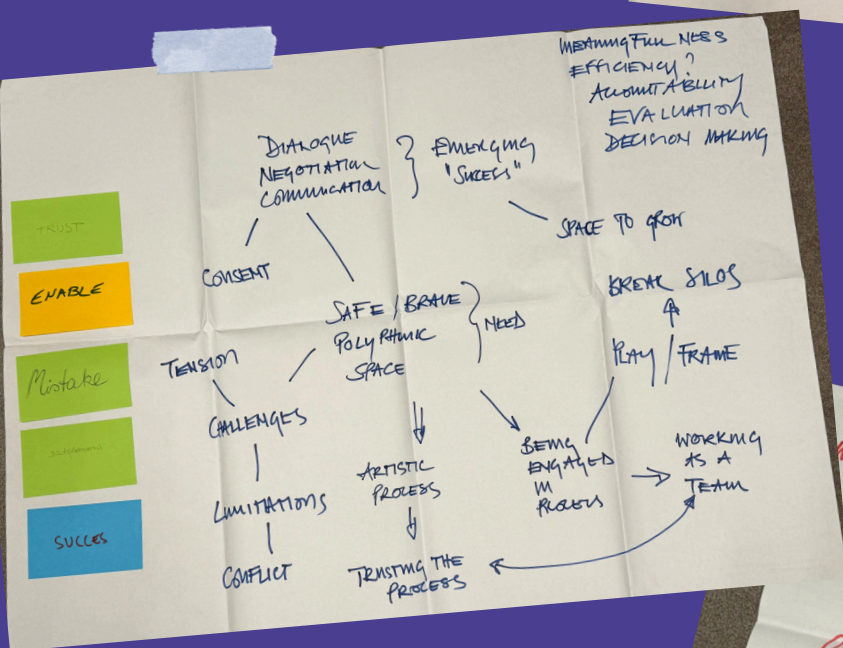 MEANINGFULLNESS
EFFICIENCY?
ACCOUNTABILITY
EVALUATION
DECISION MAKING
DIALOGUE
NEGOTIATION
COMMUNICATION
EMERGING
"SUCCESS"
SPACE TO GROW
CONSENT
SAFE / BRAVE
POLYPHONIC
SPACE
NEED
BREAK SILOS
PLAY / FRAME
TENSION
CHALLENGES
LIMITATIONS
CONFLICT
ARTISTIC
PROCESS
TRUSTING THE
PROCESS
BEING
ENGAGED
IN
PROCESS
WORKING
AS A
TEAM
TRUST
ENABLE
Mistake
SUCCES